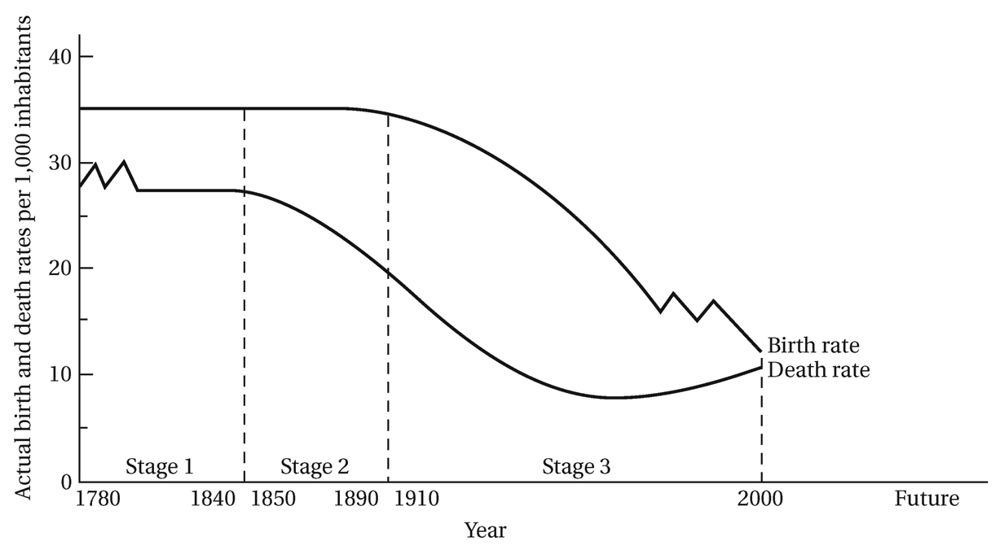 Actual birth and death rates per 1,000 inhabitants
40
30
20
10
0
Birth rate
Death rate
Stage 1 Stage 2 Stage 3
1780 1840 1850 1890 1910 2000 Future
Year